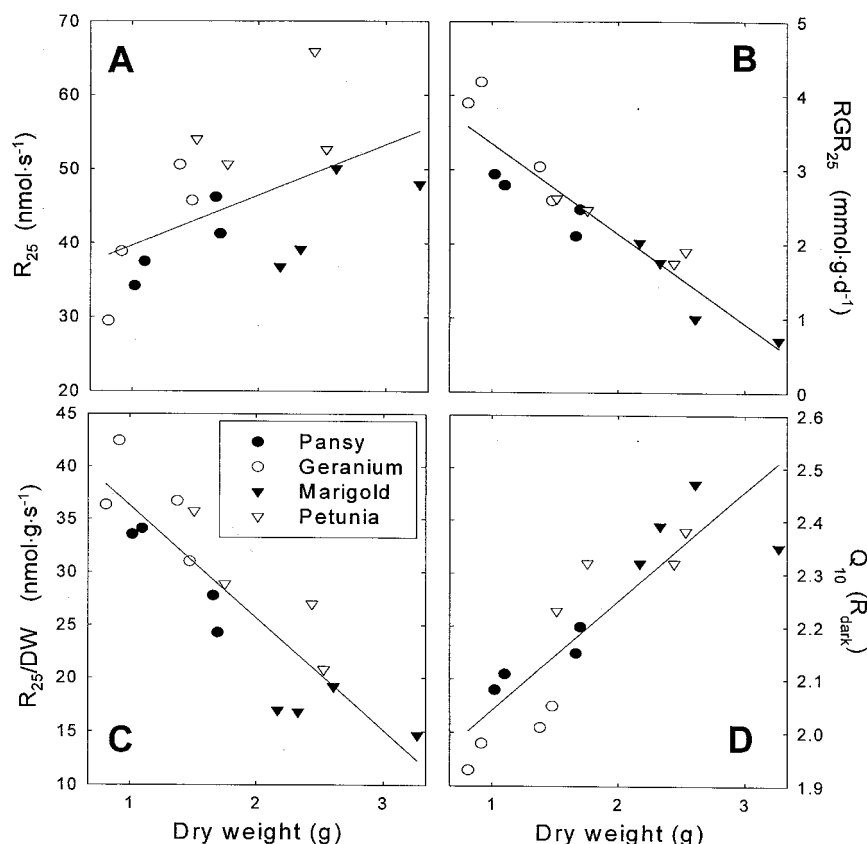 A
R25 (nmol·s-1)
70
60
50
40
30
20
B
RGR25 (mmol·g·d-1)
5
4
3
2
1
0
C
R25/DW (nmol·g·s-1)
45
40
35
30
25
20
15
10
Pansy
Geranium
Marigold
Petunia
1 2 3
Dry weight (g)
D
Q10 (Rdark)
2.6
2.5
2.4
2.3
2.2
2.1
2.0
1.9
1 2 3
Dry weight (g)